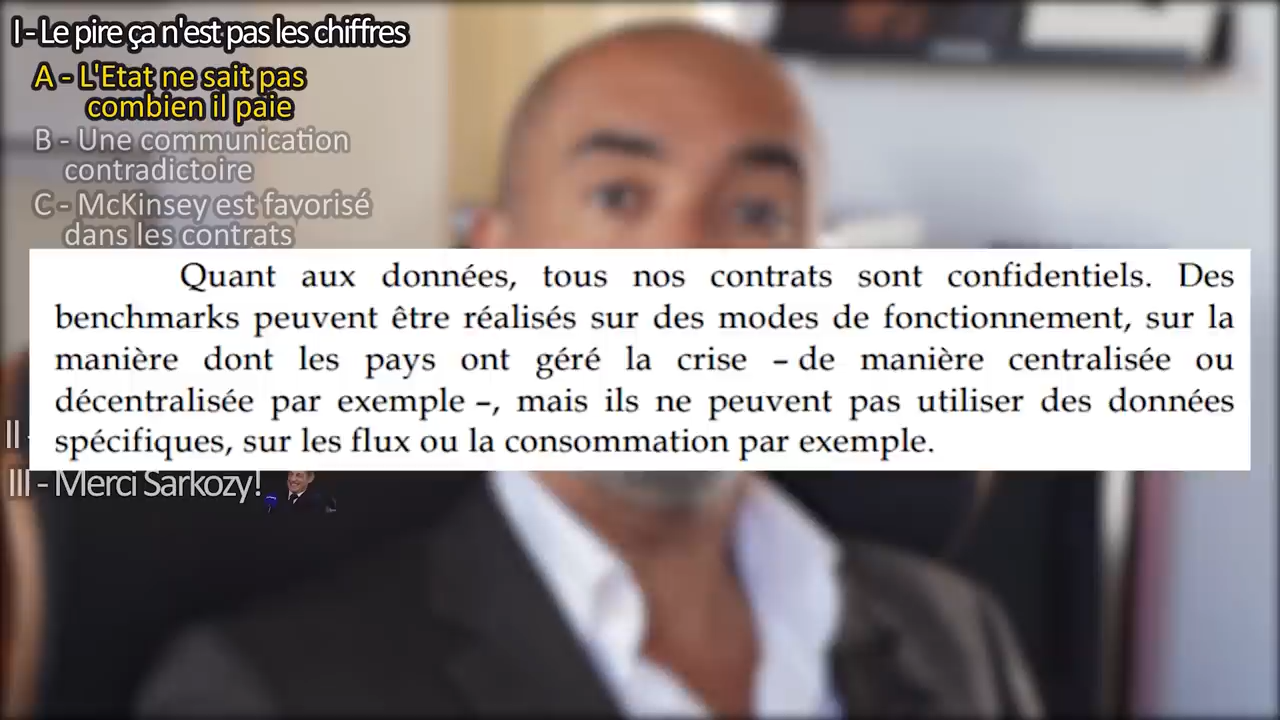 I - Le pire ça n'est pas les chiffres
A - L'Etat ne sait pas
combien il paie
B - Une communication
contradictoire
C - McKinsey est favorisé
dans les contrats
Quant aux données, tous nos contrats sont confidentiels. Des
benchmarks peuvent être réalisés sur des modes de fonctionnement, sur la
manière dont les pays ont géré la crise – de manière centralisée ou
décentralisée par exemple –, mais ils ne peuvent pas utiliser des données
spécifiques, sur les flux ou la consommation par exemple.
II -
III - Merci Sarkozy!